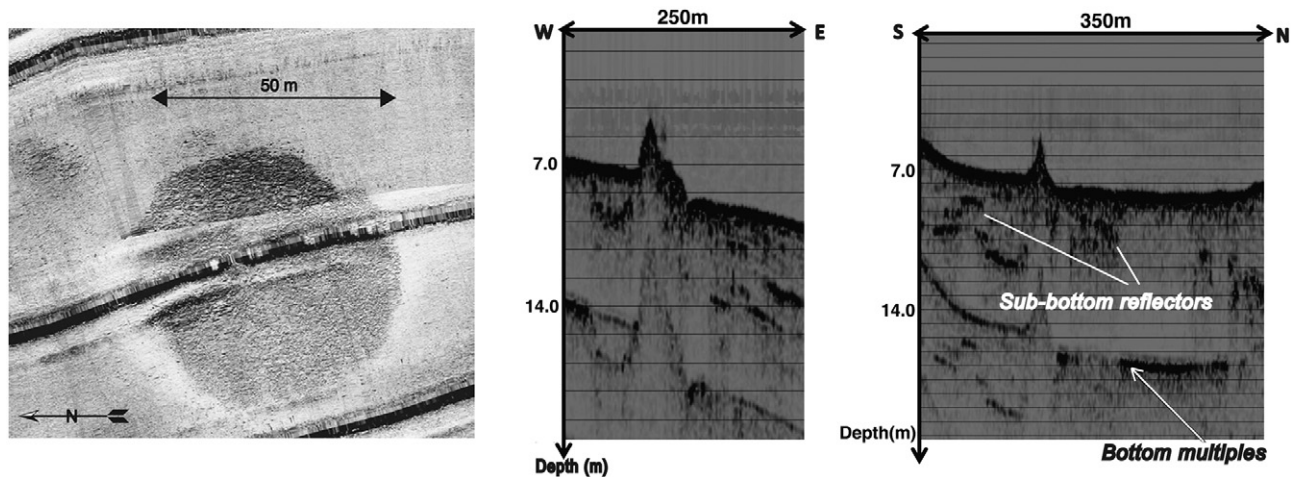 50 m
N
W
250m
E
7.0
14.0
Depth (m)
S
350m
N
7.0
14.0
Sub-bottom reflectors
Depth(m)
Bottom multiples